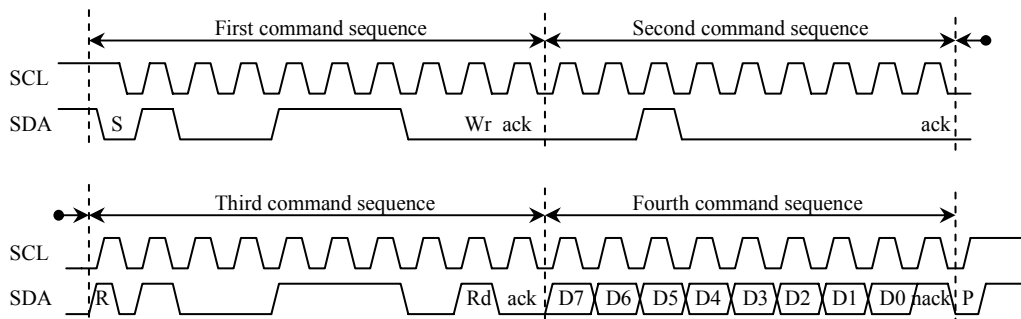 First command sequence Second command sequence
SCL
SDA S Wr ack ack
Third command sequence Fourth command sequence
SCL
SDA R Rd ack D7 D6 D5 D4 D3 D2 D1 D0 nack P